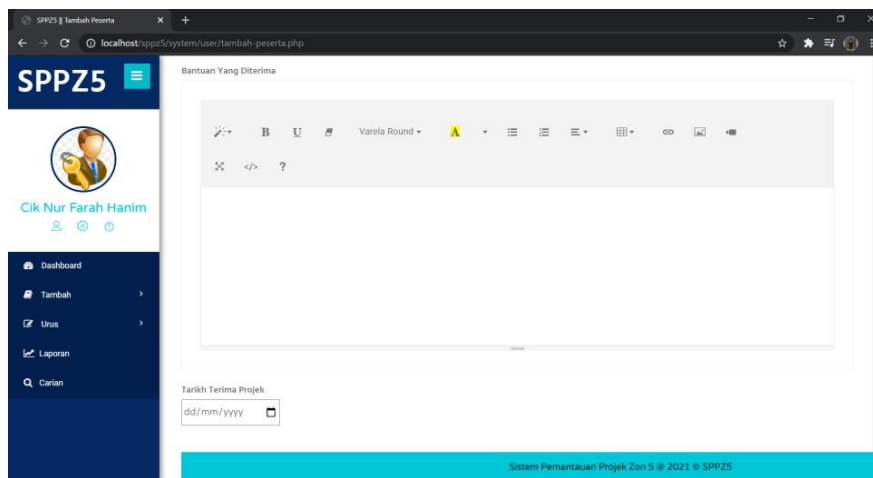 SPPZ5 || Tambah Peserta
localhost/sppz5/system/user/tambah-peserta.php
SPPZ5
Cik Nur Farah Hanim
Dashboard
Tambah
Urus
Laporan
Carian
Bantuan Yang Diterima
B U Varela Round A
</> ?
Tarikh Terima Projek
dd/mm/yyyy
Sistem Pemantauan Projek Zon 5 @ 2021 © SPPZ5